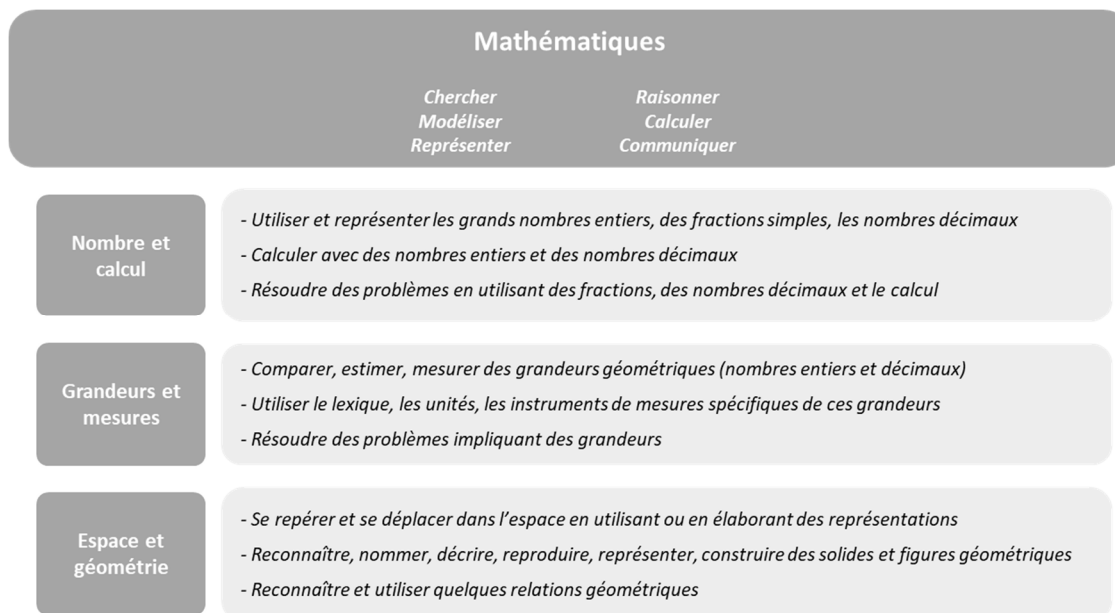 Mathématiques
Chercher
Modéliser
Représenter
Raisonner
Calculer
Communiquer
Nombre et
calcul
- Utiliser et représenter les grands nombres entiers, des fractions simples, les nombres décimaux
- Calculer avec des nombres entiers et des nombres décimaux
- Résoudre des problèmes en utilisant des fractions, des nombres décimaux et le calcul
Grandeurs et
mesures
- Comparer, estimer, mesurer des grandeurs géométriques (nombres entiers et décimaux)
- Utiliser le lexique, les unités, les instruments de mesures spécifiques de ces grandeurs
- Résoudre des problèmes impliquant des grandeurs
Espace et
géométrie
- Se repérer et se déplacer dans l’espace en utilisant ou en élaborant des représentations
- Reconnaître, nommer, décrire, reproduire, représenter, construire des solides et figures géométriques
- Reconnaître et utiliser quelques relations géométriques